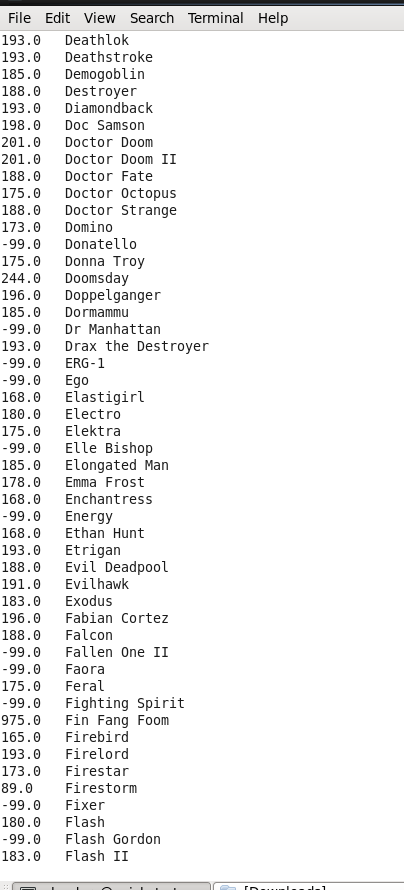 File Edit View Search Terminal Help
193.0 Deathlok
193.0 Deathstroke
185.0 Demogoblin
188.0 Destroyer
193.0 Diamondback
198.0 Doc Samson
201.0 Doctor Doom
201.0 Doctor Doom II
188.0 Doctor Fate
175.0 Doctor Octopus
188.0 Doctor Strange
173.0 Domino
-99.0 Donatello
175.0 Donna Troy
244.0 Doomsday
196.0 Doppelganger
185.0 Dormammu
-99.0 Dr Manhattan
193.0 Drax the Destroyer
-99.0 ERG-1
-99.0 Ego
168.0 Elastigirl
180.0 Electro
175.0 Elektra
-99.0 Elle Bishop
185.0 Elongated Man
178.0 Emma Frost
168.0 Enchantress
-99.0 Energy
168.0 Ethan Hunt
193.0 Etrigan
188.0 Evil Deadpool
191.0 Evilhawk
183.0 Exodus
196.0 Fabian Cortez
188.0 Falcon
-99.0 Fallen One II
-99.0 Faora
175.0 Feral
-99.0 Fighting Spirit
975.0 Fin Fang Foom
165.0 Firebird
193.0 Firelord
173.0 Firestar
89.0 Firestorm
-99.0 Fixer
180.0 Flash
-99.0 Flash Gordon
183.0 Flash II
[Downloads]